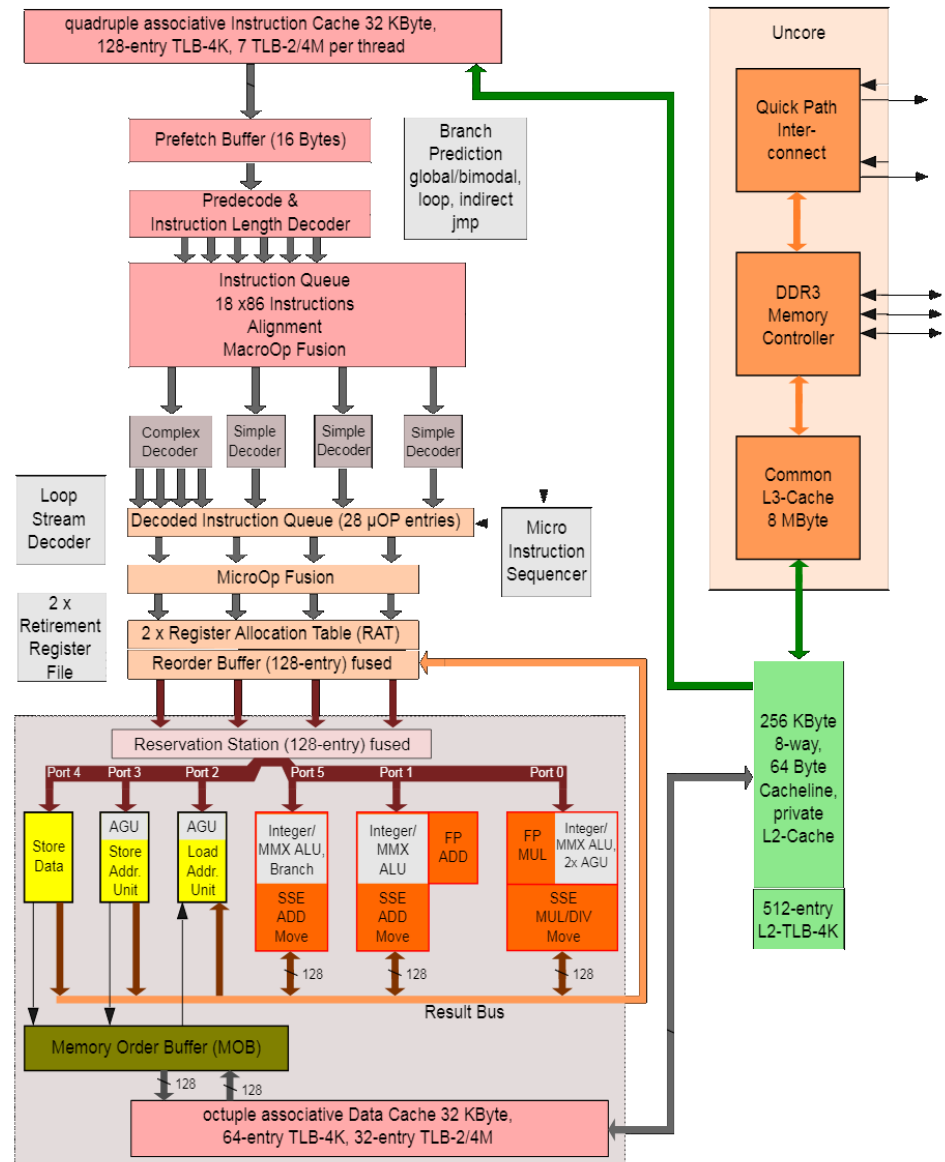 quadruple associative Instruction Cache 32 KByte,
128-entry TLB-4K, 7 TLB-2/4M per thread
Uncore
Quick Path
Inter-
connect
Prefetch Buffer (16 Bytes)
Branch
Prediction
global/bimodal,
loop, indirect
jmp
Predecode &
Instruction Length Decoder
Instruction Queue
18 x86 Instructions
Alignment
MacroOp Fusion
DDR3
Memory
Controller
Complex
Decoder
Simple
Decoder
Simple
Decoder
Simple
Decoder
Common
L3-Cache
8 MByte
Loop
Stream
Decoder
Decoded Instruction Queue (28 µOP entries)
Micro
Instruction
Sequencer
MicroOp Fusion
2 x
Retirement
Register
File
2 x Register Allocation Table (RAT)
Reorder Buffer (128-entry) fused
256 KByte
8-way,
64 Byte
Cacheline,
private
L2-Cache
512-entry
L2-TLB-4K
Reservation Station (128-entry) fused
Port 4
Port 3
Port 2
Port 5
Port 1
Port 0
Store
Data
AGU
Store
Addr.
Unit
AGU
Load
Addr.
Unit
Integer/
MMX ALU,
Branch
SSE
ADD
Move
Integer/
MMX
ALU
FP
ADD
SSE
ADD
Move
FP
MUL
Integer/
MMX ALU,
2x AGU
SSE
MUL/DIV
Move
128
128
128
Result Bus
Memory Order Buffer (MOB)
128
128
octuple associative Data Cache 32 KByte,
64-entry TLB-4K, 32-entry TLB-2/4M